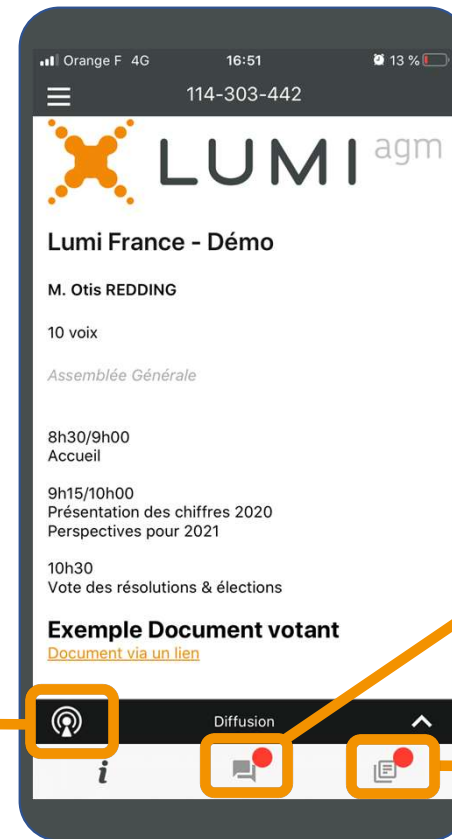 Orange F 4G 16:51 13 %
114-303-442
LUMI agm
Lumi France - Démo
M. Otis REDDING
10 voix
Assemblée Générale
8h30/9h00
Accueil
9h15/10h00
Présentation des chiffres 2020
Perspectives pour 2021
10h30
Vote des résolutions & élections
Exemple Document votant
Document via un lien
Diffusion
i